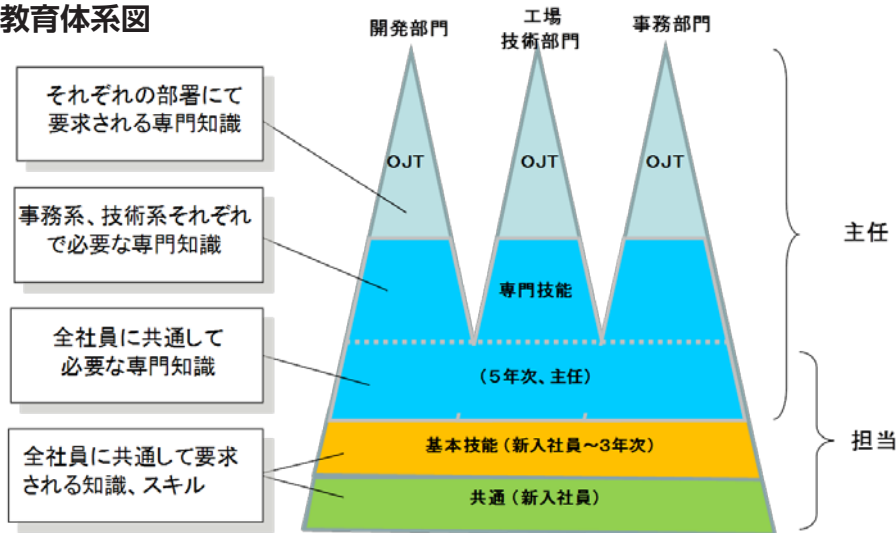 教育体系図
開発部門
工場
技術部門
事務部門
それぞれの部署にて
要求される専門知識
OJT
OJT
OJT
事務系、技術系それぞれ
で必要な専門知識
主任
専門技能
全社員に共通して
必要な専門知識
（５年次、主任）
担当
基本技能（新入社員～３年次）
全社員に共通して要求
される知識、スキル
共通（新入社員）